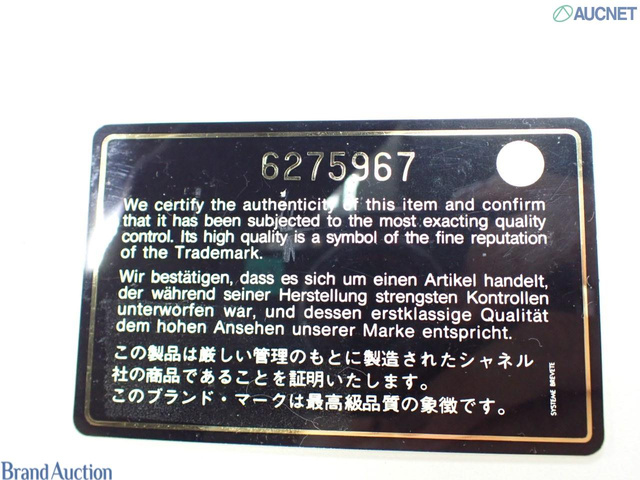 AUCNET
6275967
We certify the authenticity of this item and confirm
that it has been subjected to the most exacting quality
control. Its high quality is a symbol of the fine reputation
of the Trademark.
Wir bestätigen, dass es sich um einen Artikel handelt,
der während seiner Herstellung strengsten Kontrollen
unterworfen war, und dessen erstklassige Qualität
dem hohen Ansehen unserer Marke entspricht.
この製品は厳しい管理のもとに製造されたシャネル
社の商品であることを証明いたします。
このブランド・マークは最高級品質の象徴です。
SYSTEME BREVETE
Brand Auction